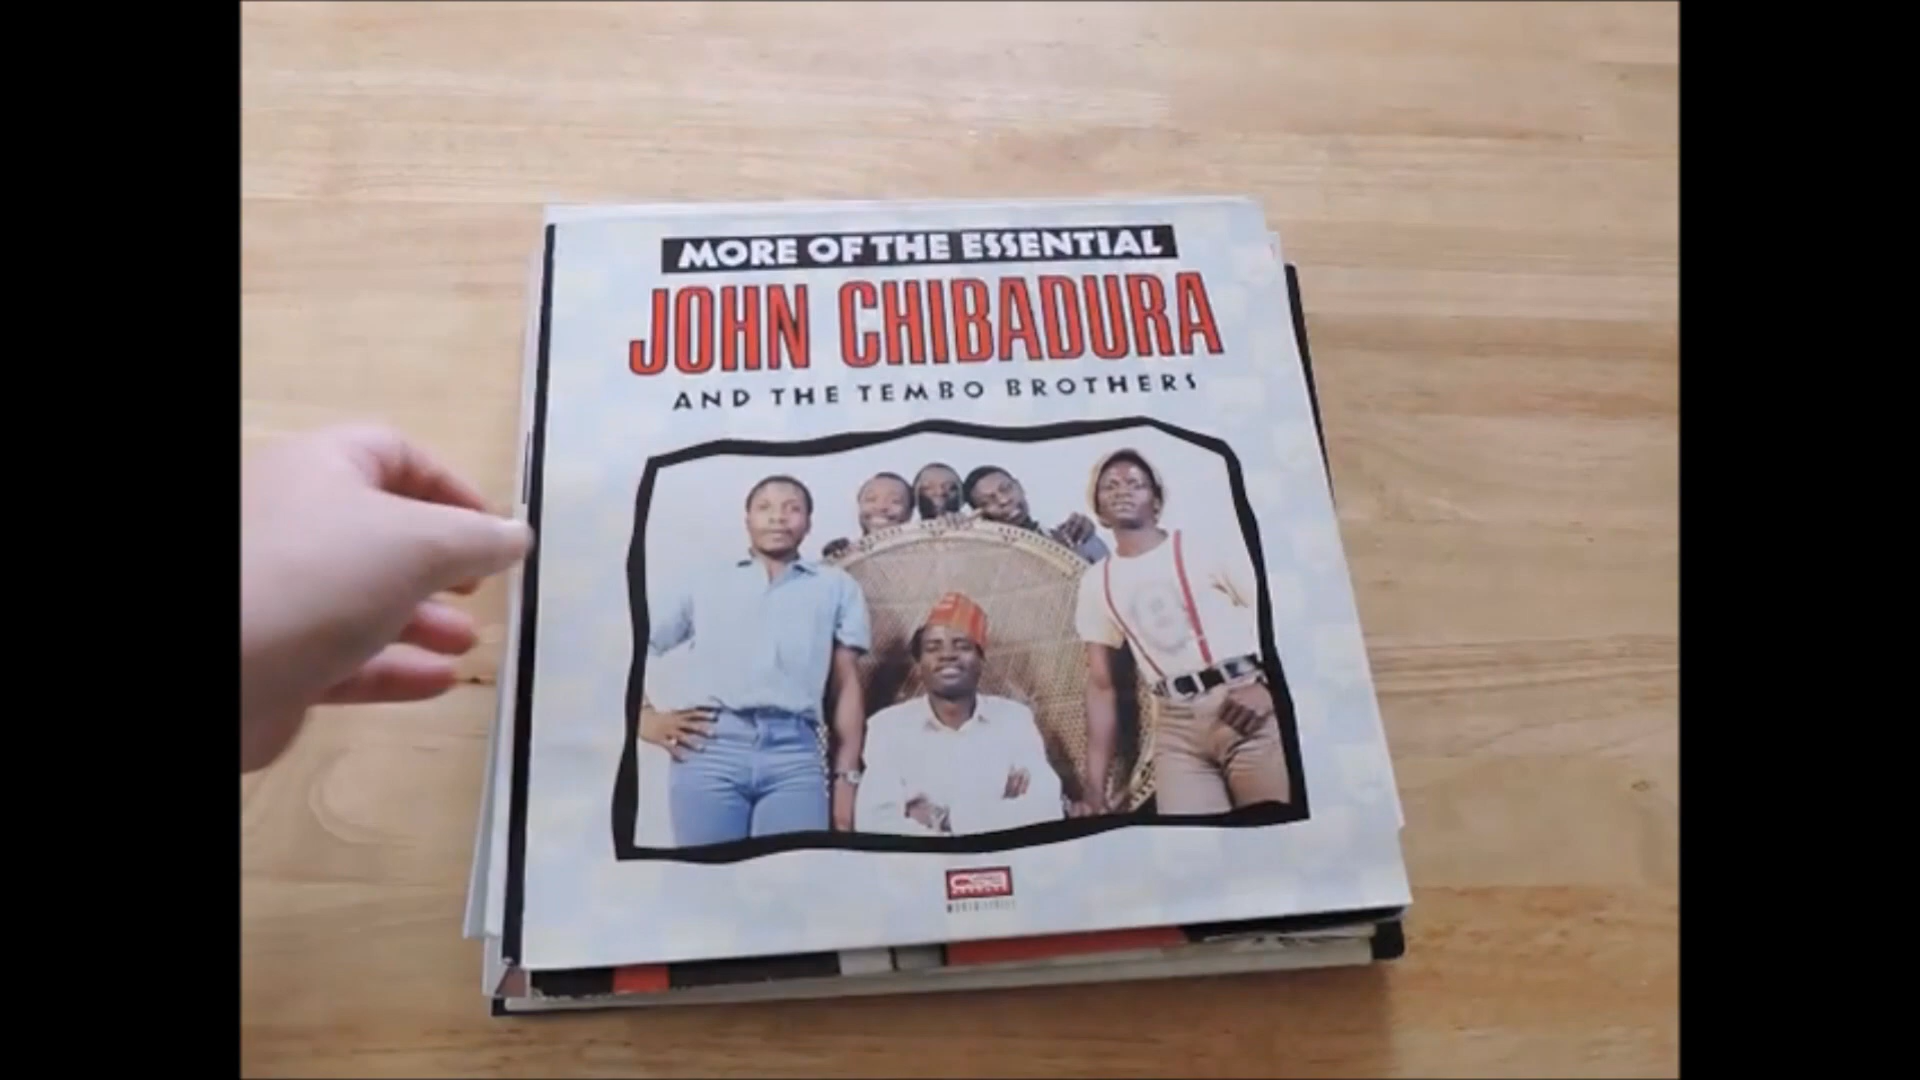 MORE OF THE ESSENTIAL
JOHN CHIBADURA
AND THE TEMBO BROTHERS